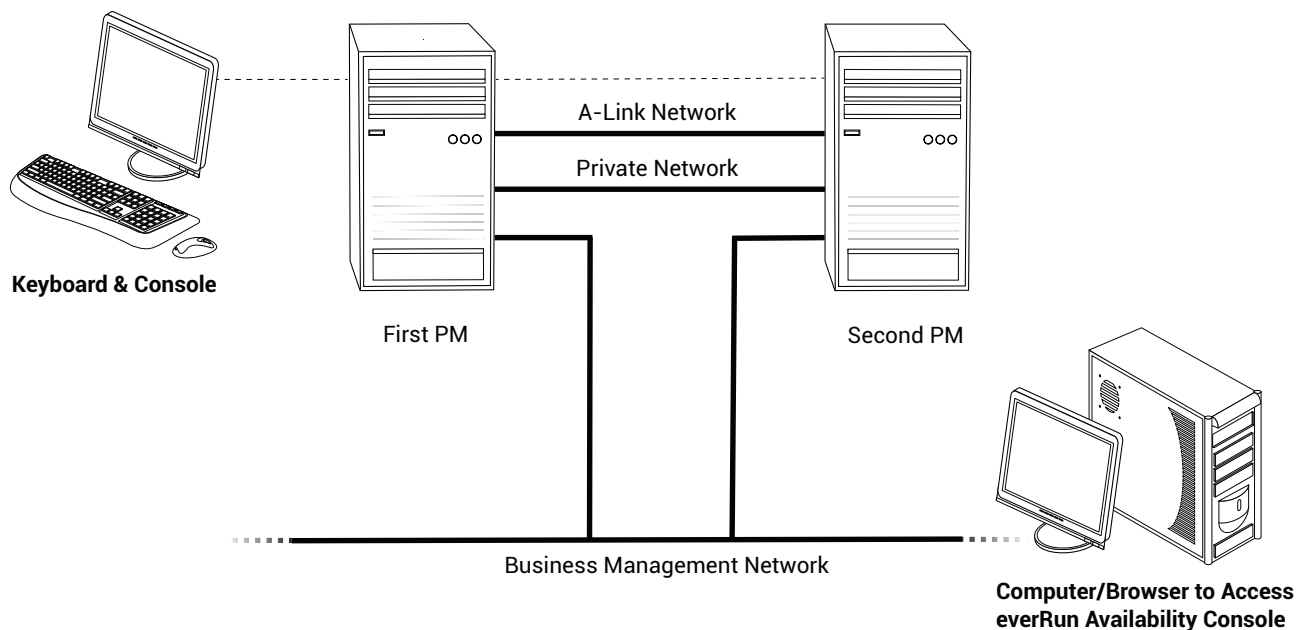 A-Link Network
Private Network
Keyboard & Console
First PM
Second PM
Business Management Network
Computer/Browser to Access
everRun Availability Console